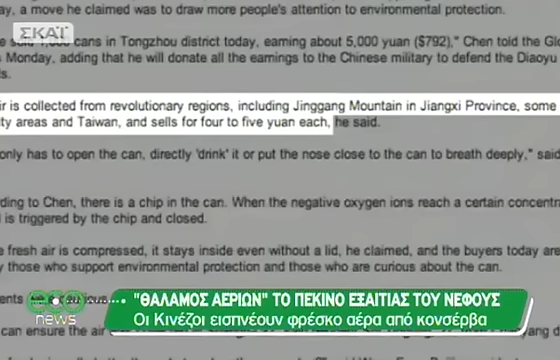 ΣΚΑΪ
ay, a move he claimed was to draw more people's attention to environmental protection.
cans in Tongzhou district today, earning about 5,000 yuan ($792)," Chen told the Glo
s Monday, adding that he will donate all the earnings to the Chinese military to defend the Diaoyu
ds.
ir is collected from revolutionary regions, including Jinggang Mountain in Jiangxi Province, some
ity areas and Taiwan, and sells for four to five yuan each, he said.
only has to open the can, directly 'drink' it or put the nose close to the can to breath deeply," said
ding to Chen, there is a chip in the can. When the negative oxygen ions reach a certain concentra
l is triggered by the chip and closed.
e fresh air is compressed, it stays inside even without a lid, he claimed, and the buyers today are
y those who support environmental protection and those who are curious about the can.
eco news
"ΘΑΛΑΜΟΣ ΑΕΡΙΩΝ" ΤΟ ΠΕΚΙΝΟ ΕΞΑΙΤΙΑΣ ΤΟΥ ΝΕΦΟΥΣ
Οι Κινέζοι εισπνέουν φρέσκο αέρα από κονσέρβα
can ensure the air